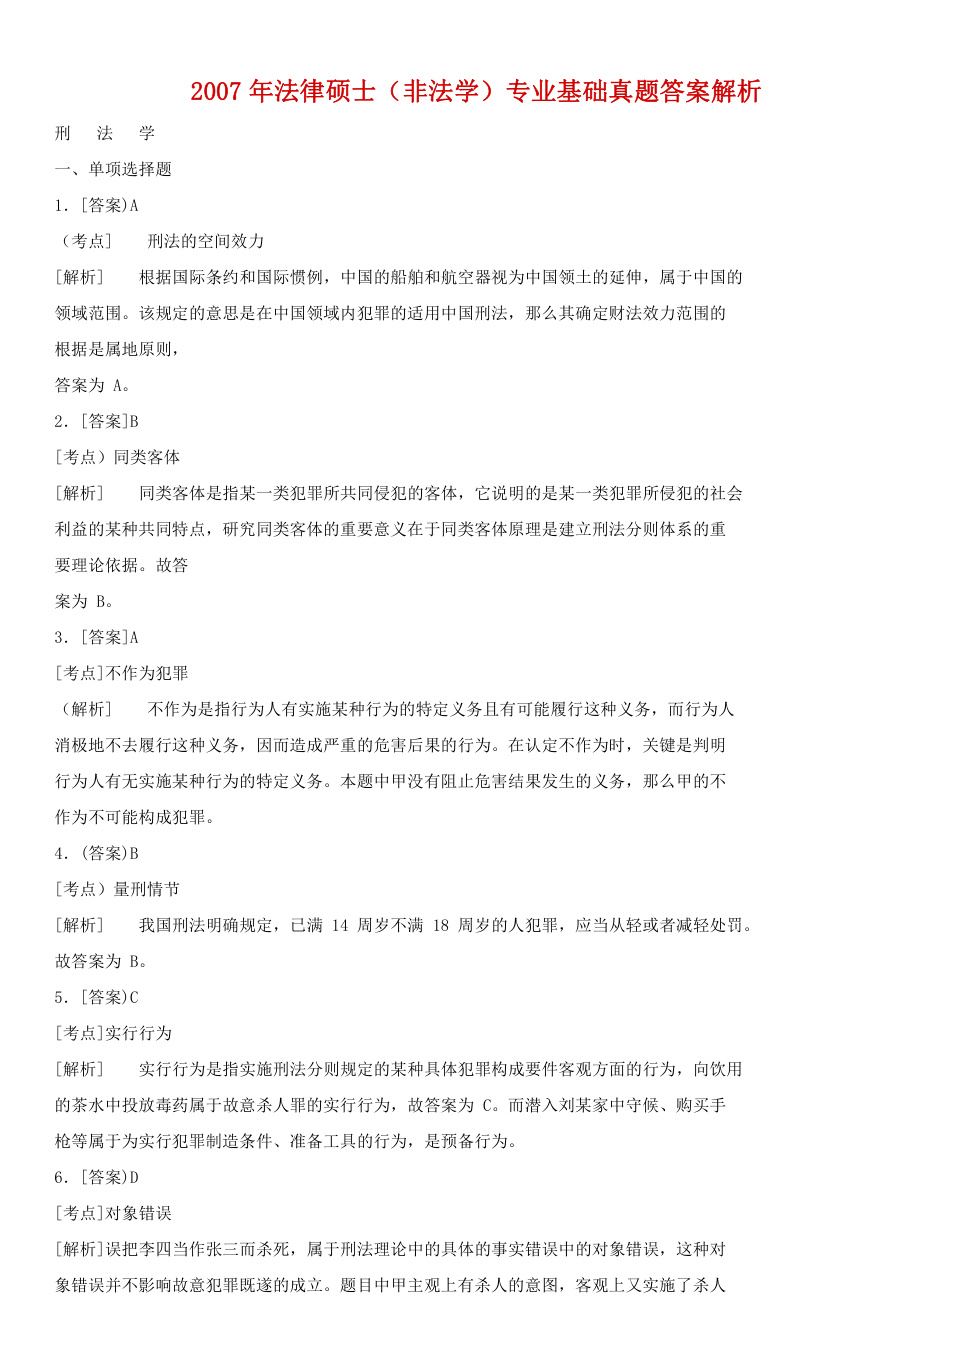 2007 年法律硕士（非法学）专业基础真题答案解析
刑 法 学
一、单项选择题
1. [答案)A
（考点] 刑法的空间效力
[解析] 根据国际条约和国际惯例，中国的船舶和航空器视为中国领土的延伸，属于中国的
领域范围。该规定的意思是在中国领域内犯罪的适用中国刑法，那么其确定财法效力范围的
根据是属地原则，
答案为 A。
2. [答案]B
[考点）同类客体
[解析] 同类客体是指某一类犯罪所共同侵犯的客体，它说明的是某一类犯罪所侵犯的社会
利益的某种共同特点，研究同类客体的重要意义在于同类客体原理是建立刑法分则体系的重
要理论依据。故答
案为 B。
3. [答案]A
[考点]不作为犯罪
（解析] 不作为是指行为人有实施某种行为的特定义务且有可能履行这种义务，而行为人
消极地不去履行这种义务，因而造成严重的危害后果的行为。在认定不作为时，关键是判明
行为人有无实施某种行为的特定义务。本题中甲没有阻止危害结果发生的义务，那么甲的不
作为不可能构成犯罪。
4. (答案)B
[考点）量刑情节
[解析] 我国刑法明确规定，已满 14 周岁不满 18 周岁的人犯罪，应当从轻或者减轻处罚。
故答案为 B。
5. [答案)C
[考点]实行行为
[解析] 实行行为是指实施刑法分则规定的某种具体犯罪构成要件客观方面的行为，向饮用
的茶水中投放毒药属于故意杀人罪的实行行为，故答案为 C。而潜入刘某家中守候、购买手
枪等属于为实行犯罪制造条件、准备工具的行为，是预备行为。
6. [答案)D
[考点]对象错误
[解析]误把李四当作张三而杀死，属于刑法理论中的具体的事实错误中的对象错误，这种对
象错误并不影响故意犯罪既遂的成立。题目中甲主观上有杀人的意图，客观上又实施了杀人